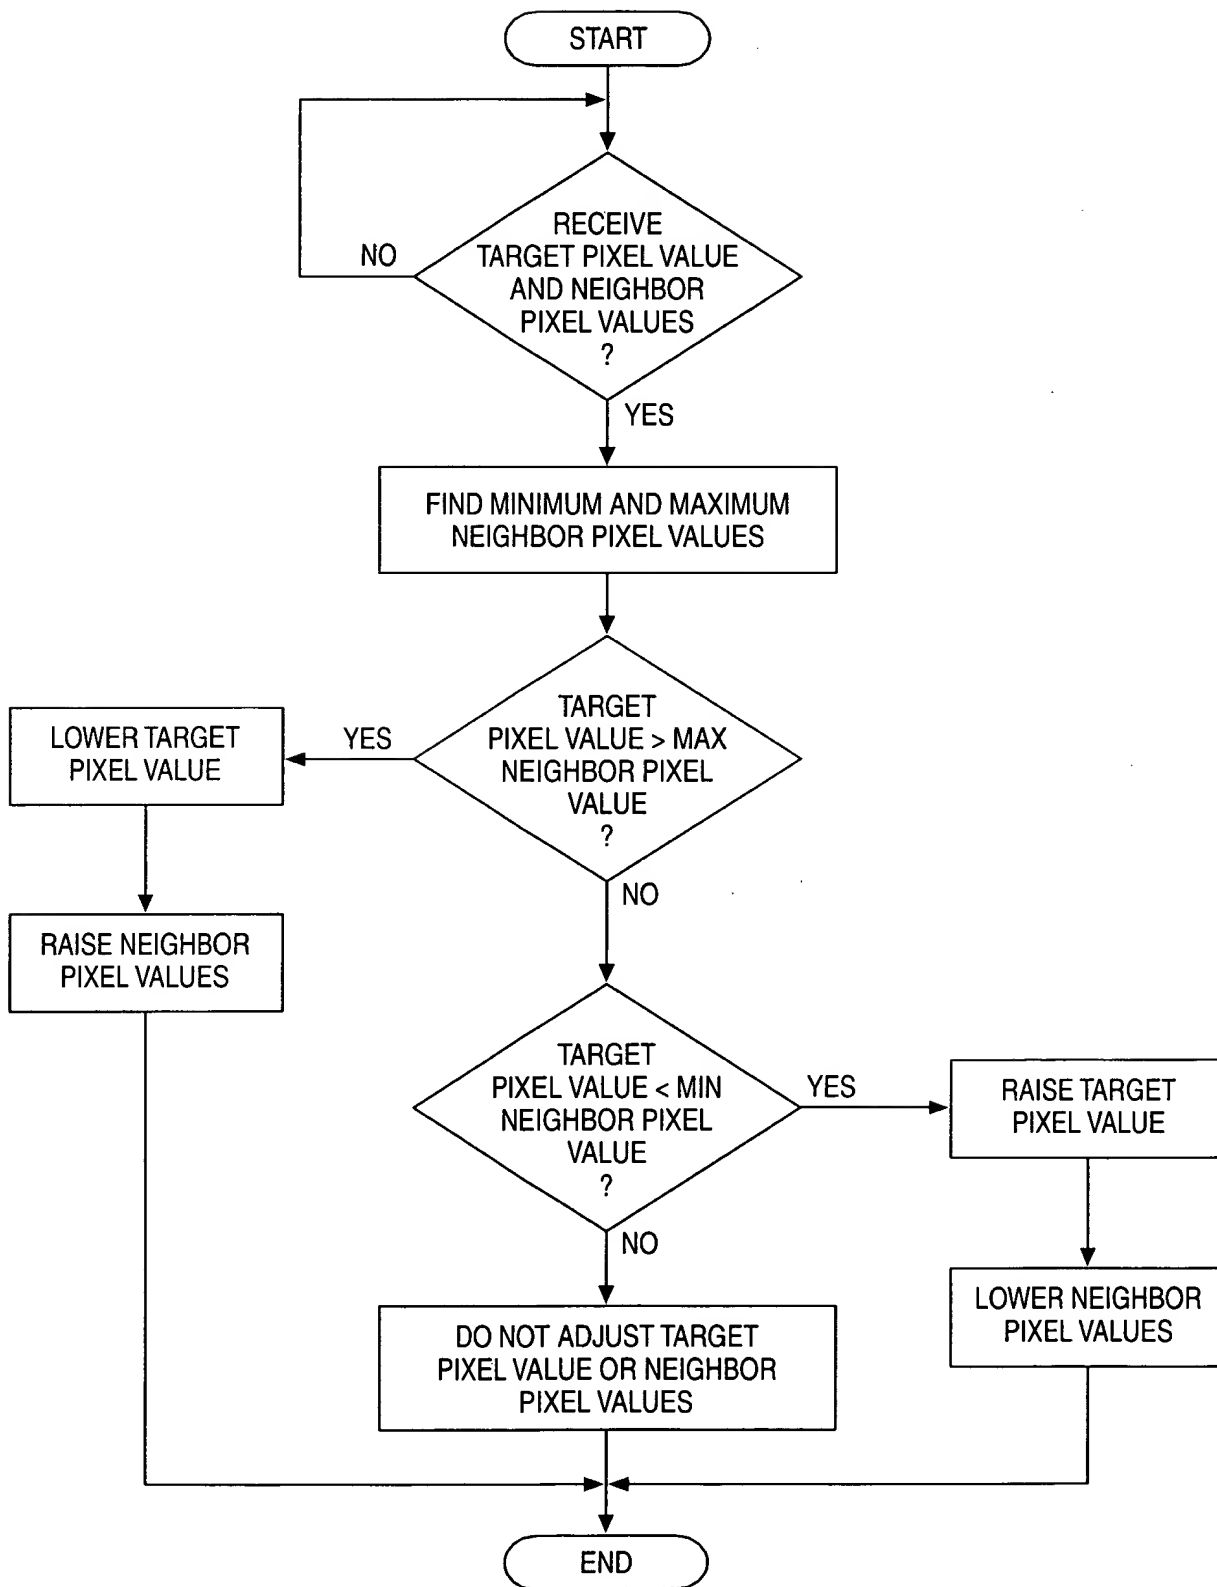 START
RECEIVE
TARGET PIXEL VALUE
AND NEIGHBOR
PIXEL VALUES
?
NO
YES
FIND MINIMUM AND MAXIMUM
NEIGHBOR PIXEL VALUES
TARGET
PIXEL VALUE > MAX
NEIGHBOR PIXEL
VALUE
?
YES
LOWER TARGET
PIXEL VALUE
RAISE NEIGHBOR
PIXEL VALUES
NO
TARGET
PIXEL VALUE < MIN
NEIGHBOR PIXEL
VALUE
?
YES
RAISE TARGET
PIXEL VALUE
LOWER NEIGHBOR
PIXEL VALUES
NO
DO NOT ADJUST TARGET
PIXEL VALUE OR NEIGHBOR
PIXEL VALUES
END